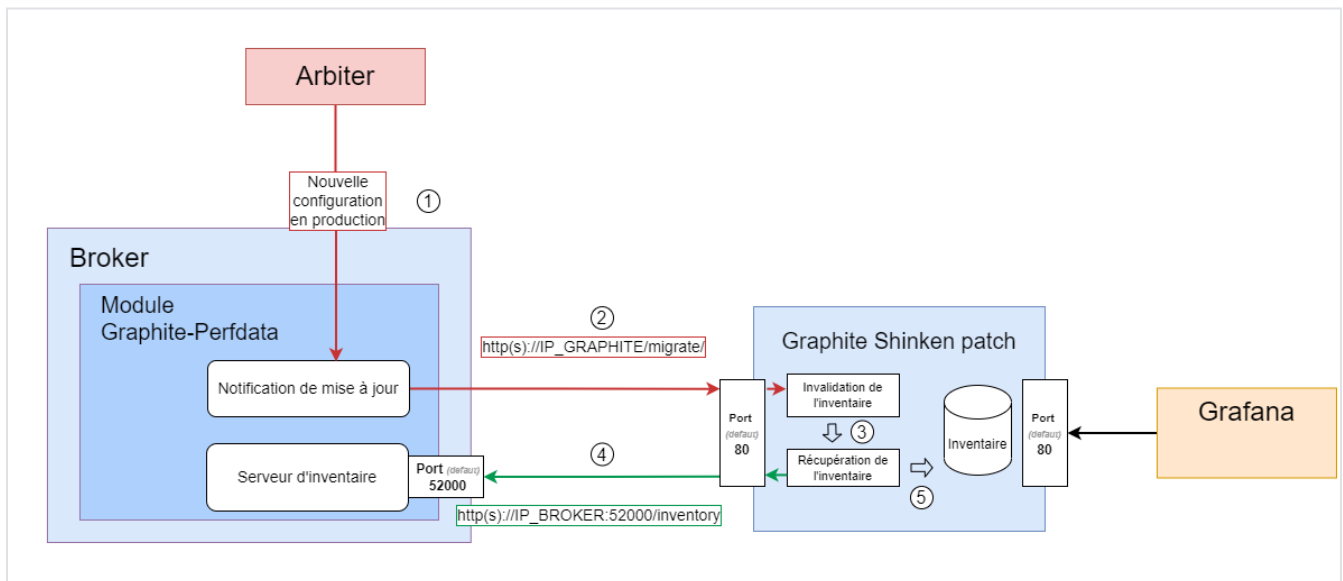 Arbiter
Nouvelle
configuration
en production
1
Broker
Module
Graphite-Perfdata
2
http(s)://IP_GRAPHITE/migrate/
Graphite Shinken patch
Notification de mise à jour
Port
(defaut)
80
Invalidation de
l'inventaire
3
Inventaire
Port
(defaut)
80
Grafana
Serveur d'inventaire
Port (defaut)
52000
4
Récupération de
l'inventaire
5
http(s)://IP_BROKER:52000/inventory